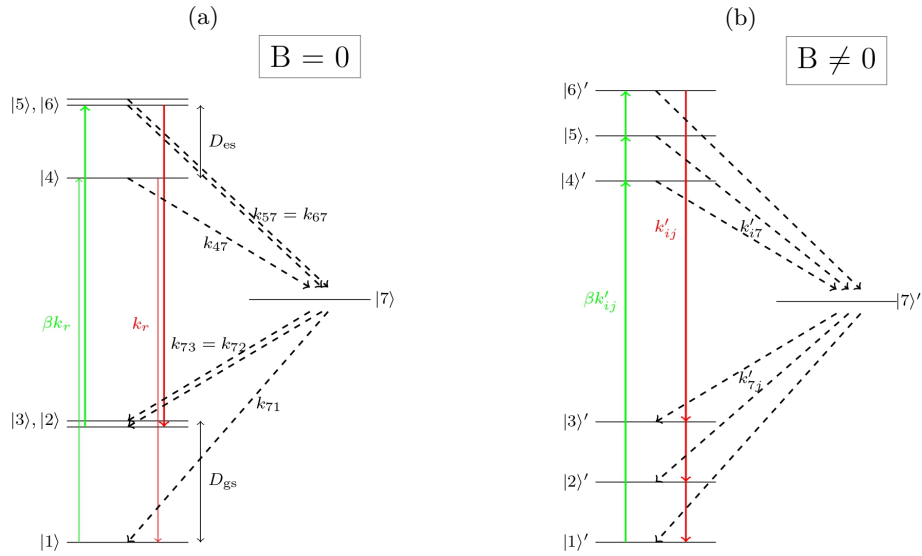 (a)
B = 0
|5⟩, |6⟩
D_es
|4⟩
k_57 = k_67
k_47
|7⟩
βk_r
k_r
k_73 = k_72
k_71
|3⟩, |2⟩
D_gs
|1⟩
(b)
B ≠ 0
|6⟩′
|5⟩,
|4⟩′
k′_ij
k′_i7
|7⟩′
βk′_ij
k′_7j
|3⟩′
|2⟩′
|1⟩′